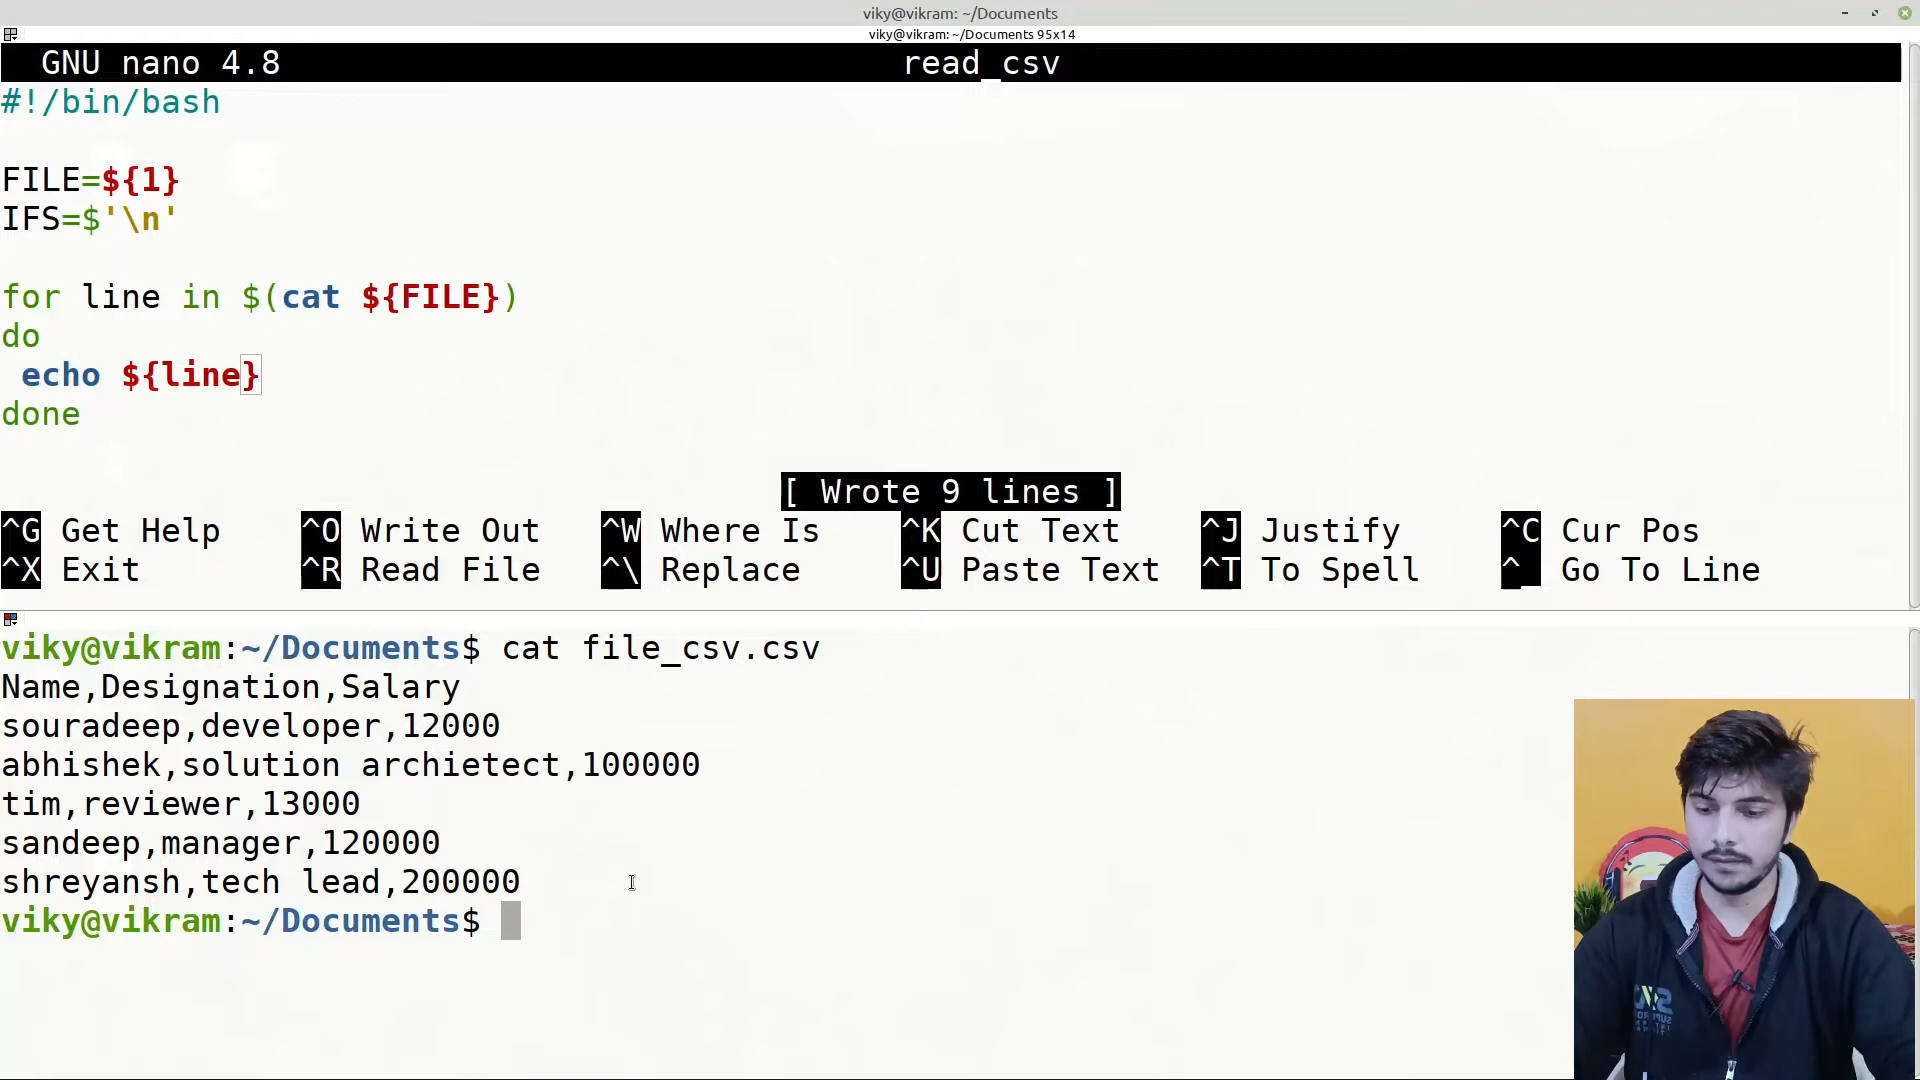 viky@vikram: ~/Documents
viky@vikram: ~/Documents 95x14
GNU nano 4.8 read_csv
#!/bin/bash
FILE=${1}
IFS=$'\n'
for line in $(cat ${FILE})
do
echo ${line}
done
[ Wrote 9 lines ]
^G Get Help ^O Write Out ^W Where Is ^K Cut Text ^J Justify ^C Cur Pos
^X Exit ^R Read File ^\ Replace ^U Paste Text ^T To Spell ^_ Go To Line
viky@vikram:~/Documents$ cat file_csv.csv
Name,Designation,Salary
souradeep,developer,12000
abhishek,solution archietect,100000
tim,reviewer,13000
sandeep,manager,120000
shreyansh,tech lead,200000
viky@vikram:~/Documents$